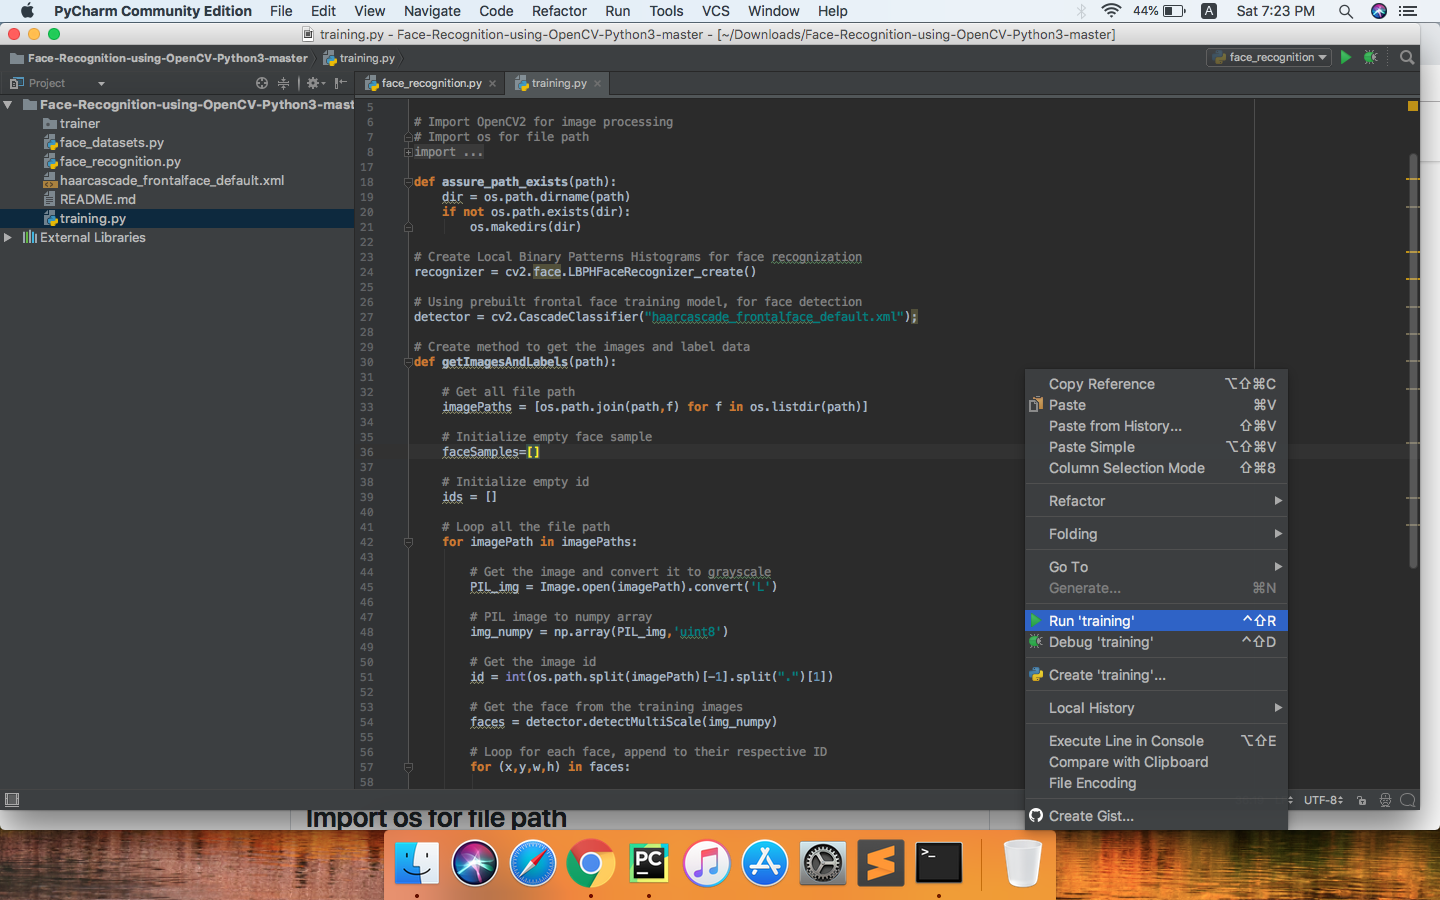 PyCharm Community Edition File Edit View Navigate Code Refactor Run Tools VCS Window Help 44% A Sat 7:23 PM
training.py - Face-Recognition-using-OpenCV-Python3-master - [~/Downloads/Face-Recognition-using-OpenCV-Python3-master]
Face-Recognition-using-OpenCV-Python3-master training.py face_recognition
Project face_recognition.py training.py
Face-Recognition-using-OpenCV-Python3-mast
trainer
face_datasets.py
face_recognition.py
haarcascade_frontalface_default.xml
README.md
training.py
External Libraries
5
6 # Import OpenCV2 for image processing
7 # Import os for file path
8 import ...
17
18 def assure_path_exists(path):
19 dir = os.path.dirname(path)
20 if not os.path.exists(dir):
21 os.makedirs(dir)
22
23 # Create Local Binary Patterns Histograms for face recognization
24 recognizer = cv2.face.LBPHFaceRecognizer_create()
25
26 # Using prebuilt frontal face training model, for face detection
27 detector = cv2.CascadeClassifier("haarcascade_frontalface_default.xml");
28
29 # Create method to get the images and label data
30 def getImagesAndLabels(path):
31
32 # Get all file path
33 imagePaths = [os.path.join(path,f) for f in os.listdir(path)]
34
35 # Initialize empty face sample
36 faceSamples=[]
37
38 # Initialize empty id
39 ids = []
40
41 # Loop all the file path
42 for imagePath in imagePaths:
43
44 # Get the image and convert it to grayscale
45 PIL_img = Image.open(imagePath).convert('L')
46
47 # PIL image to numpy array
48 img_numpy = np.array(PIL_img,'uint8')
49
50 # Get the image id
51 id = int(os.path.split(imagePath)[-1].split(".")[1])
52
53 # Get the face from the training images
54 faces = detector.detectMultiScale(img_numpy)
55
56 # Loop for each face, append to their respective ID
57 for (x,y,w,h) in faces:
58
Copy Reference ⌥⇧⌘C
Paste ⌘V
Paste from History... ⇧⌘V
Paste Simple ⌥⇧⌘V
Column Selection Mode ⇧⌘8
Refactor
Folding
Go To
Generate... ⌘N
Run 'training' ^⇧R
Debug 'training' ^⇧D
Create 'training'...
Local History
Execute Line in Console ⌥⇧E
Compare with Clipboard
File Encoding
Create Gist...
UTF-8
Import os for file path
PC
>_